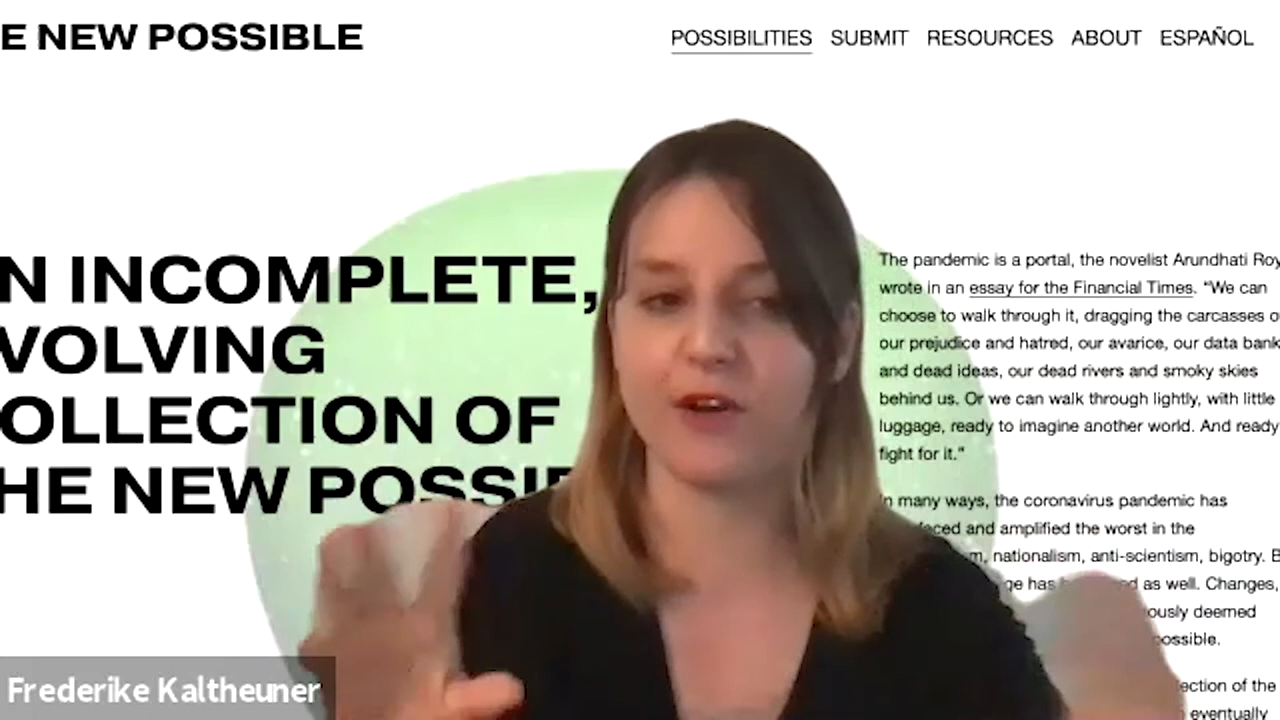 E NEW POSSIBLE
POSSIBILITIES SUBMIT RESOURCES ABOUT ESPAÑOL
N INCOMPLETE,
VOLVING
OLLECTION OF
HE NEW POSSI
The pandemic is a portal, the novelist Arundhati Roy
wrote in an essay for the Financial Times. “We can
choose to walk through it, dragging the carcasses o
our prejudice and hatred, our avarice, our data bank
and dead ideas, our dead rivers and smoky skies
behind us. Or we can walk through lightly, with little
luggage, ready to imagine another world. And ready
fight for it.”
In many ways, the coronavirus pandemic has
faced and amplified the worst in the
m, nationalism, anti-scientism, bigotry. B
ge has d as well. Changes,
ously deemed
possible.
ection of the
eventually
Frederike Kaltheuner